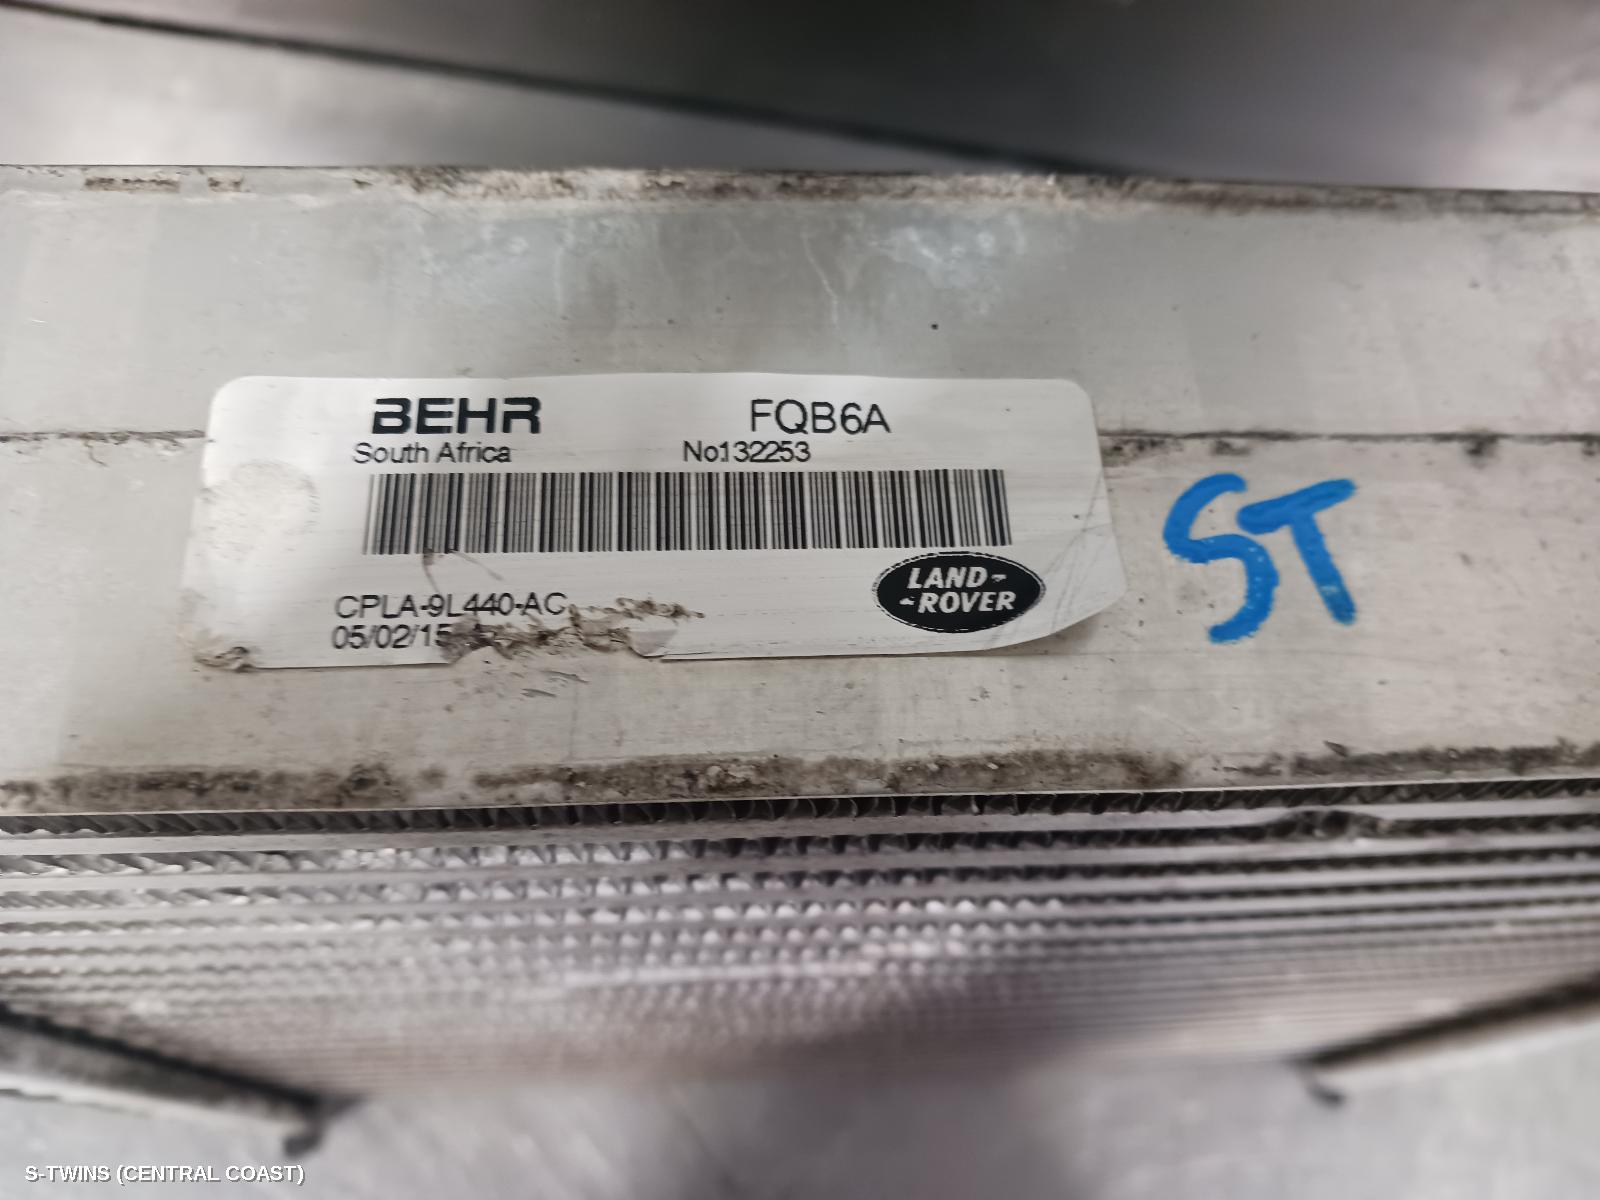 BEHR FQB6A
South Africa No132253
CPLA-9L440-AC
05/02/15
LAND-
-ROVER
ST
S-TWINS (CENTRAL COAST)